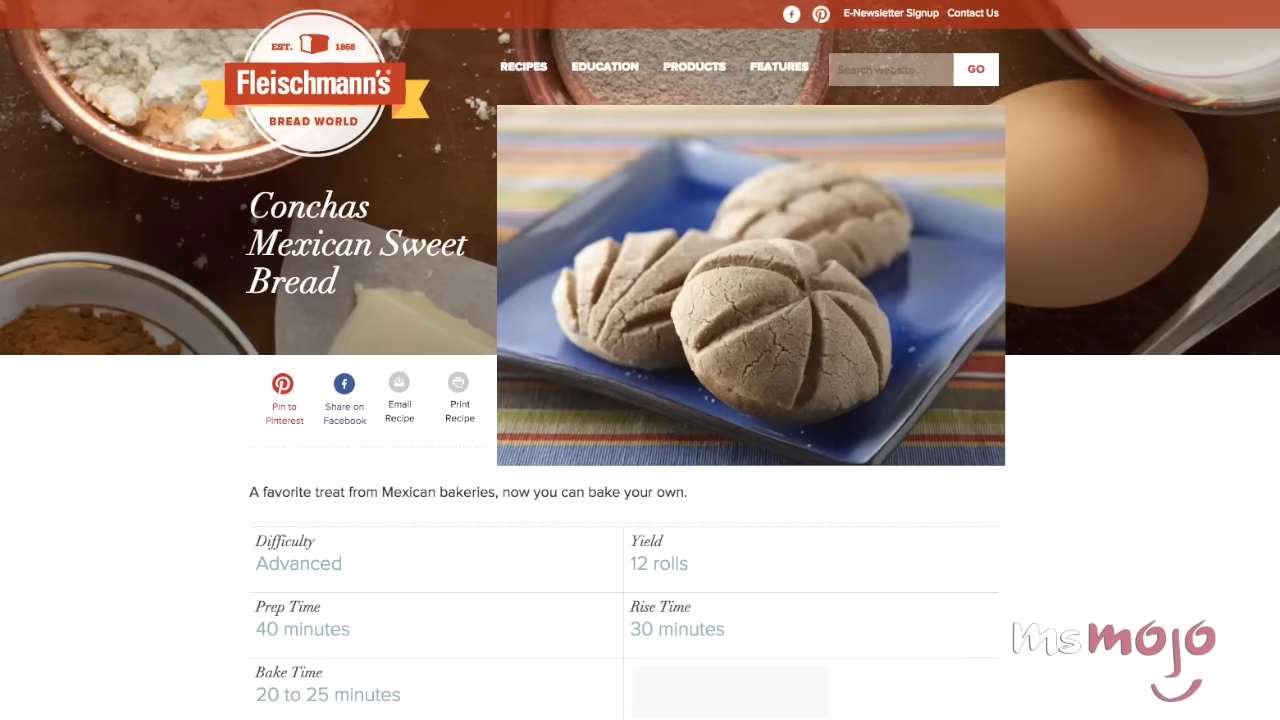 E-Newsletter Signup Contact Us
EST. 1868
Fleischmann's
BREAD WORLD
RECIPES EDUCATION PRODUCTS FEATURES Search website GO
Conchas
Mexican Sweet
Bread
Pin to
Pinterest
Share on
Facebook
Email
Recipe
Print
Recipe
A favorite treat from Mexican bakeries, now you can bake your own.
Difficulty
Advanced
Yield
12 rolls
Prep Time
40 minutes
Rise Time
30 minutes
Bake Time
20 to 25 minutes
msmojo